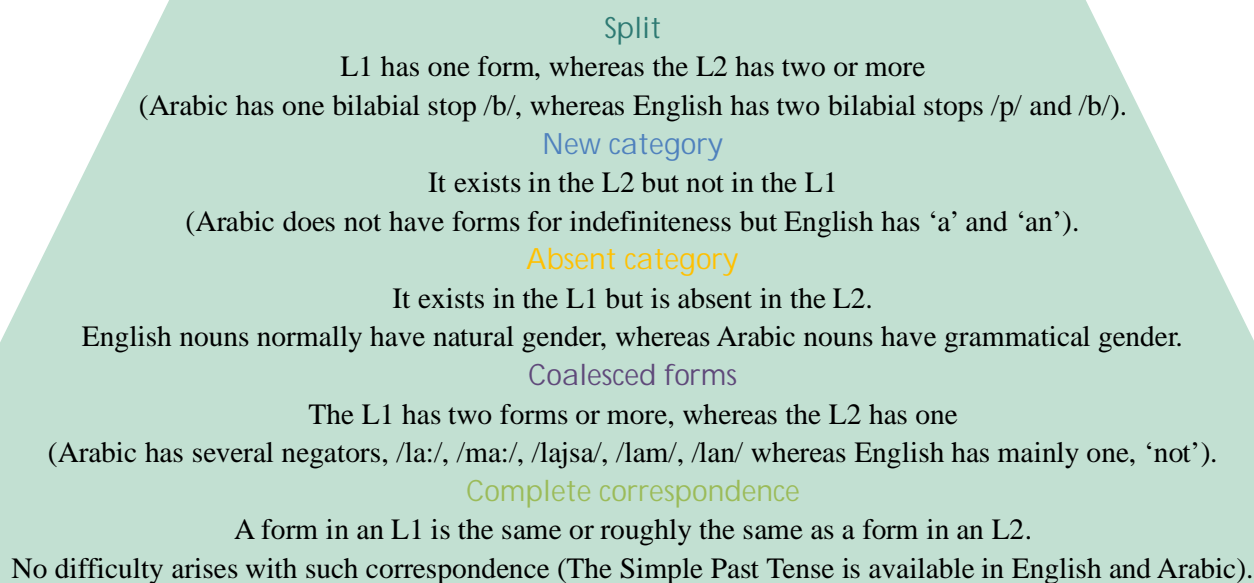 Split
L1 has one form, whereas the L2 has two or more
(Arabic has one bilabial stop /b/, whereas English has two bilabial stops /p/ and /b/).
New category
It exists in the L2 but not in the L1
(Arabic does not have forms for indefiniteness but English has ‘a’ and ‘an’).
Absent category
It exists in the L1 but is absent in the L2.
English nouns normally have natural gender, whereas Arabic nouns have grammatical gender.
Coalesced forms
The L1 has two forms or more, whereas the L2 has one
(Arabic has several negators, /la:/, /ma:/, /lajsa/, /lam/, /lan/ whereas English has mainly one, ‘not’).
Complete correspondence
A form in an L1 is the same or roughly the same as a form in an L2.
No difficulty arises with such correspondence (The Simple Past Tense is available in English and Arabic).